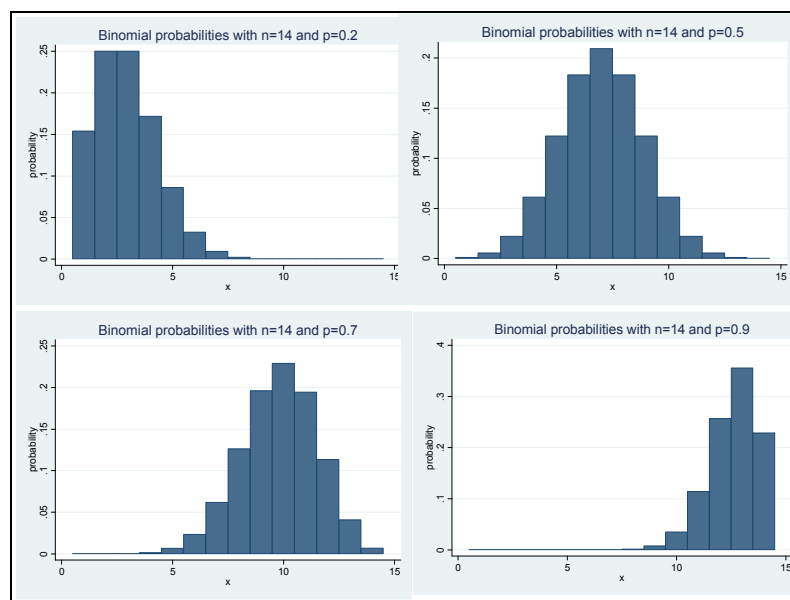 Binomial probabilities with n=14 and p=0.2
.25
.2
.15
.1
.05
0
probability
0 5 10 15
x
Binomial probabilities with n=14 and p=0.5
.2
.15
.1
.05
0
probability
0 5 10 15
x
Binomial probabilities with n=14 and p=0.7
.25
.2
.15
.1
.05
0
probability
0 5 10 15
x
Binomial probabilities with n=14 and p=0.9
.4
.3
.2
.1
0
probability
0 5 10 15
x